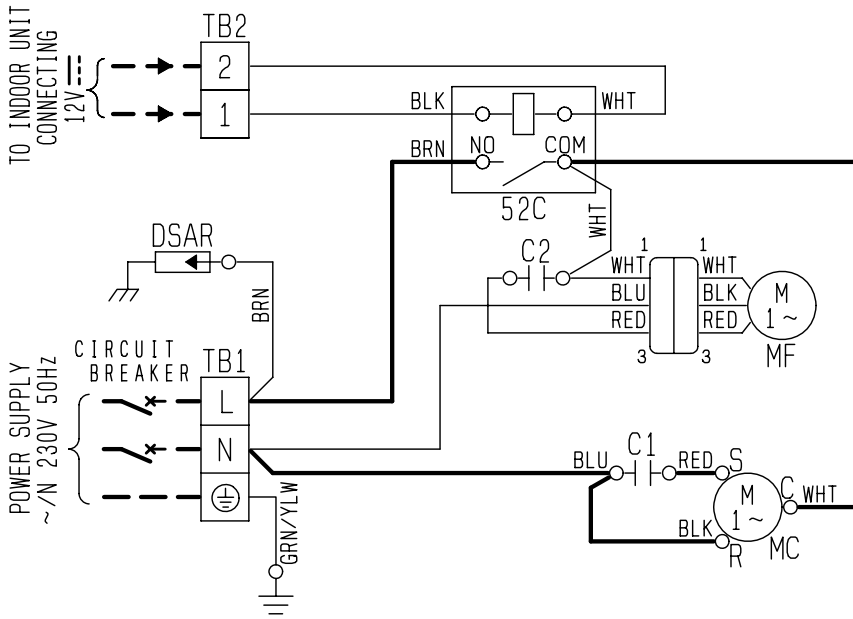 TO INDOOR UNIT
CONNECTING
12V
TB2
2
1
BLK
WHT
BRN
NO
COM
52C
WHT
DSAR
BRN
C2
1
1
WHT
WHT
BLU
BLK
RED
RED
3
3
M
1~
MF
POWER SUPPLY
~/N 230V 50Hz
CIRCUIT
BREAKER
TB1
L
N
GRN/YLW
BLU
C1
RED
S
M
1~
C
WHT
BLK
R
MC